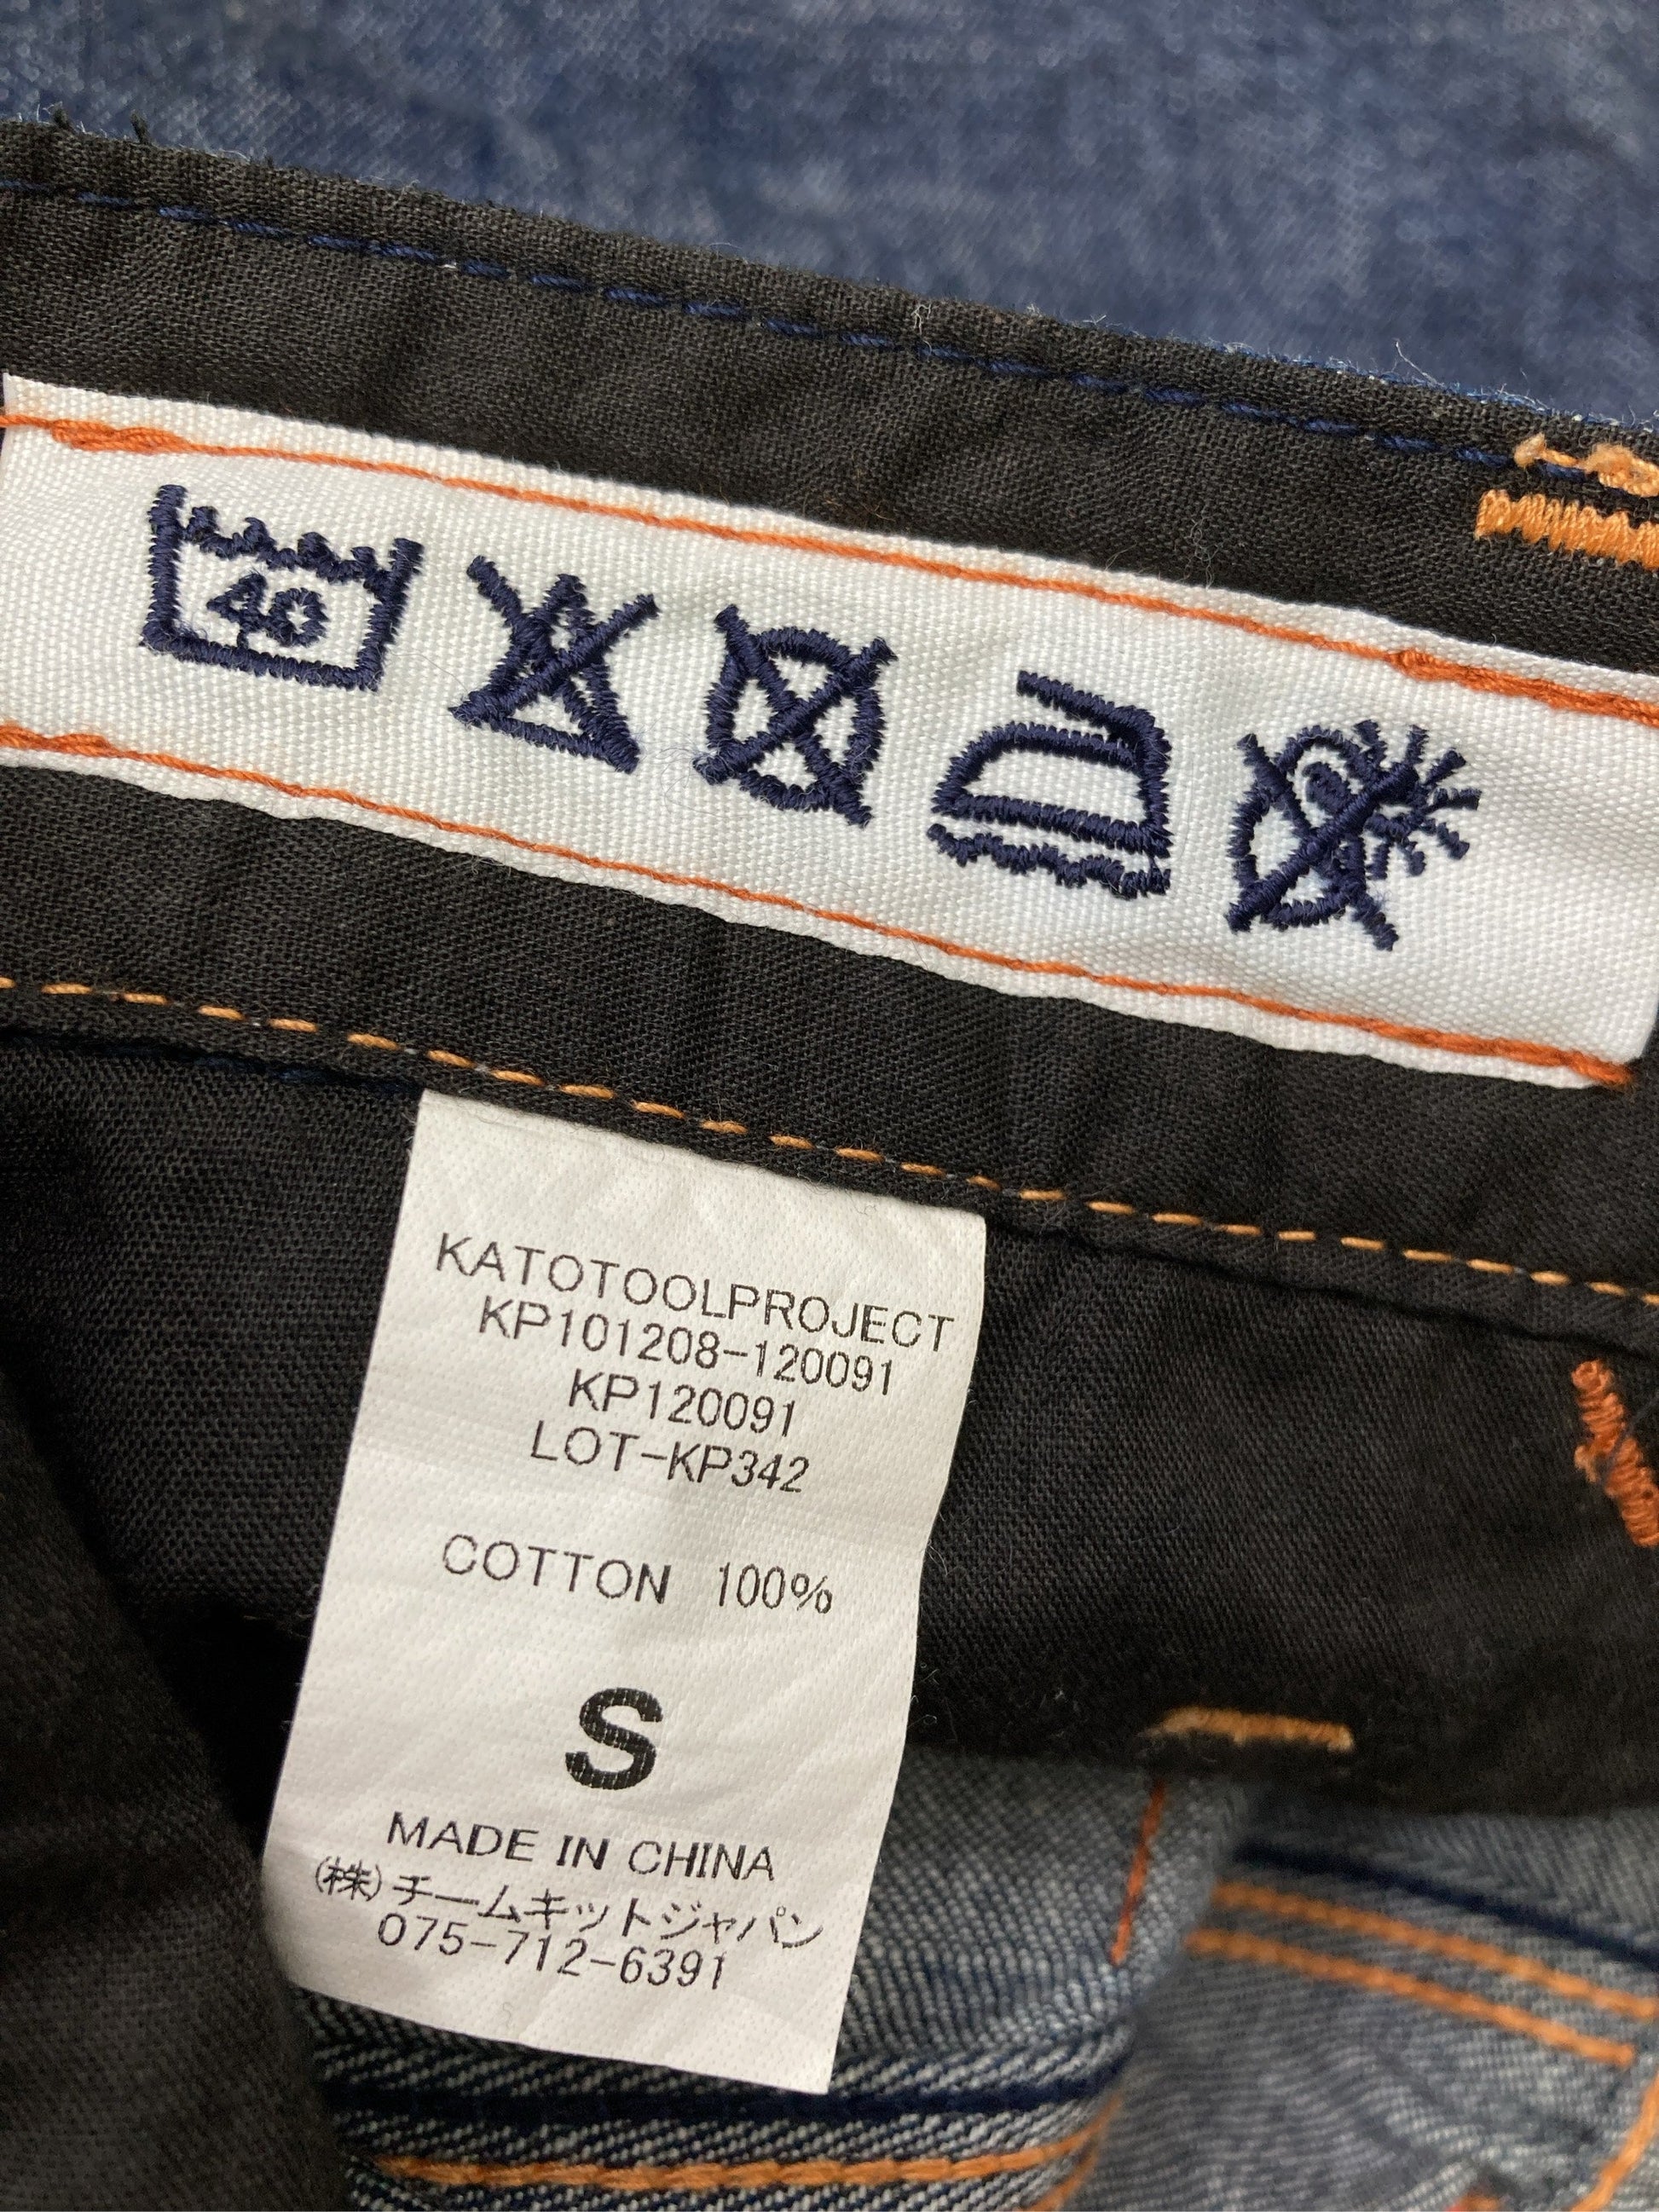 40
KATOTOOLPROJECT
KP101208-120091
KP120091
LOT-KP342
COTTON 100%
S
MADE IN CHINA
(株)チームキットジャパン
075-712-6391